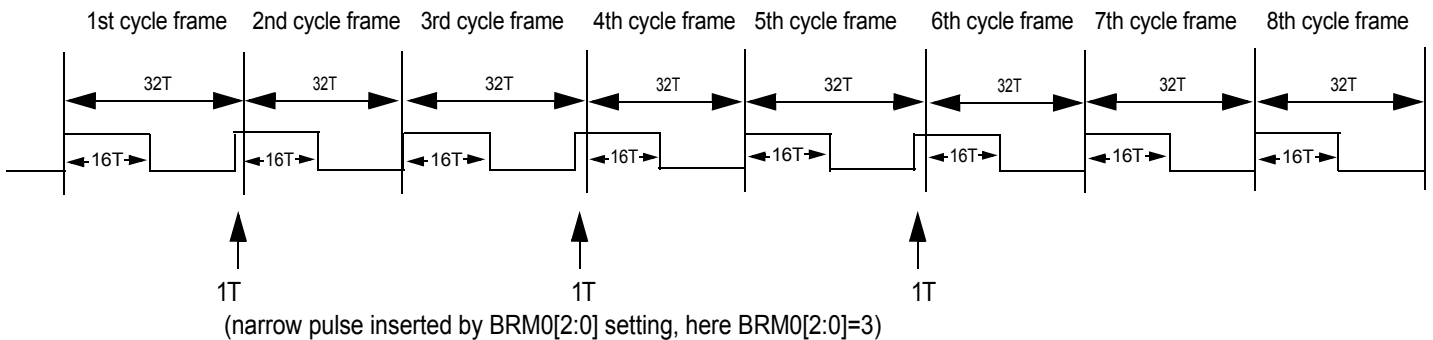 1st cycle frame 2nd cycle frame 3rd cycle frame 4th cycle frame 5th cycle frame 6th cycle frame 7th cycle frame 8th cycle frame
32T 32T 32T 32T 32T 32T 32T 32T
16T 16T 16T 16T 16T 16T 16T 16T
1T 1T 1T
(narrow pulse inserted by BRM0[2:0] setting, here BRM0[2:0]=3)